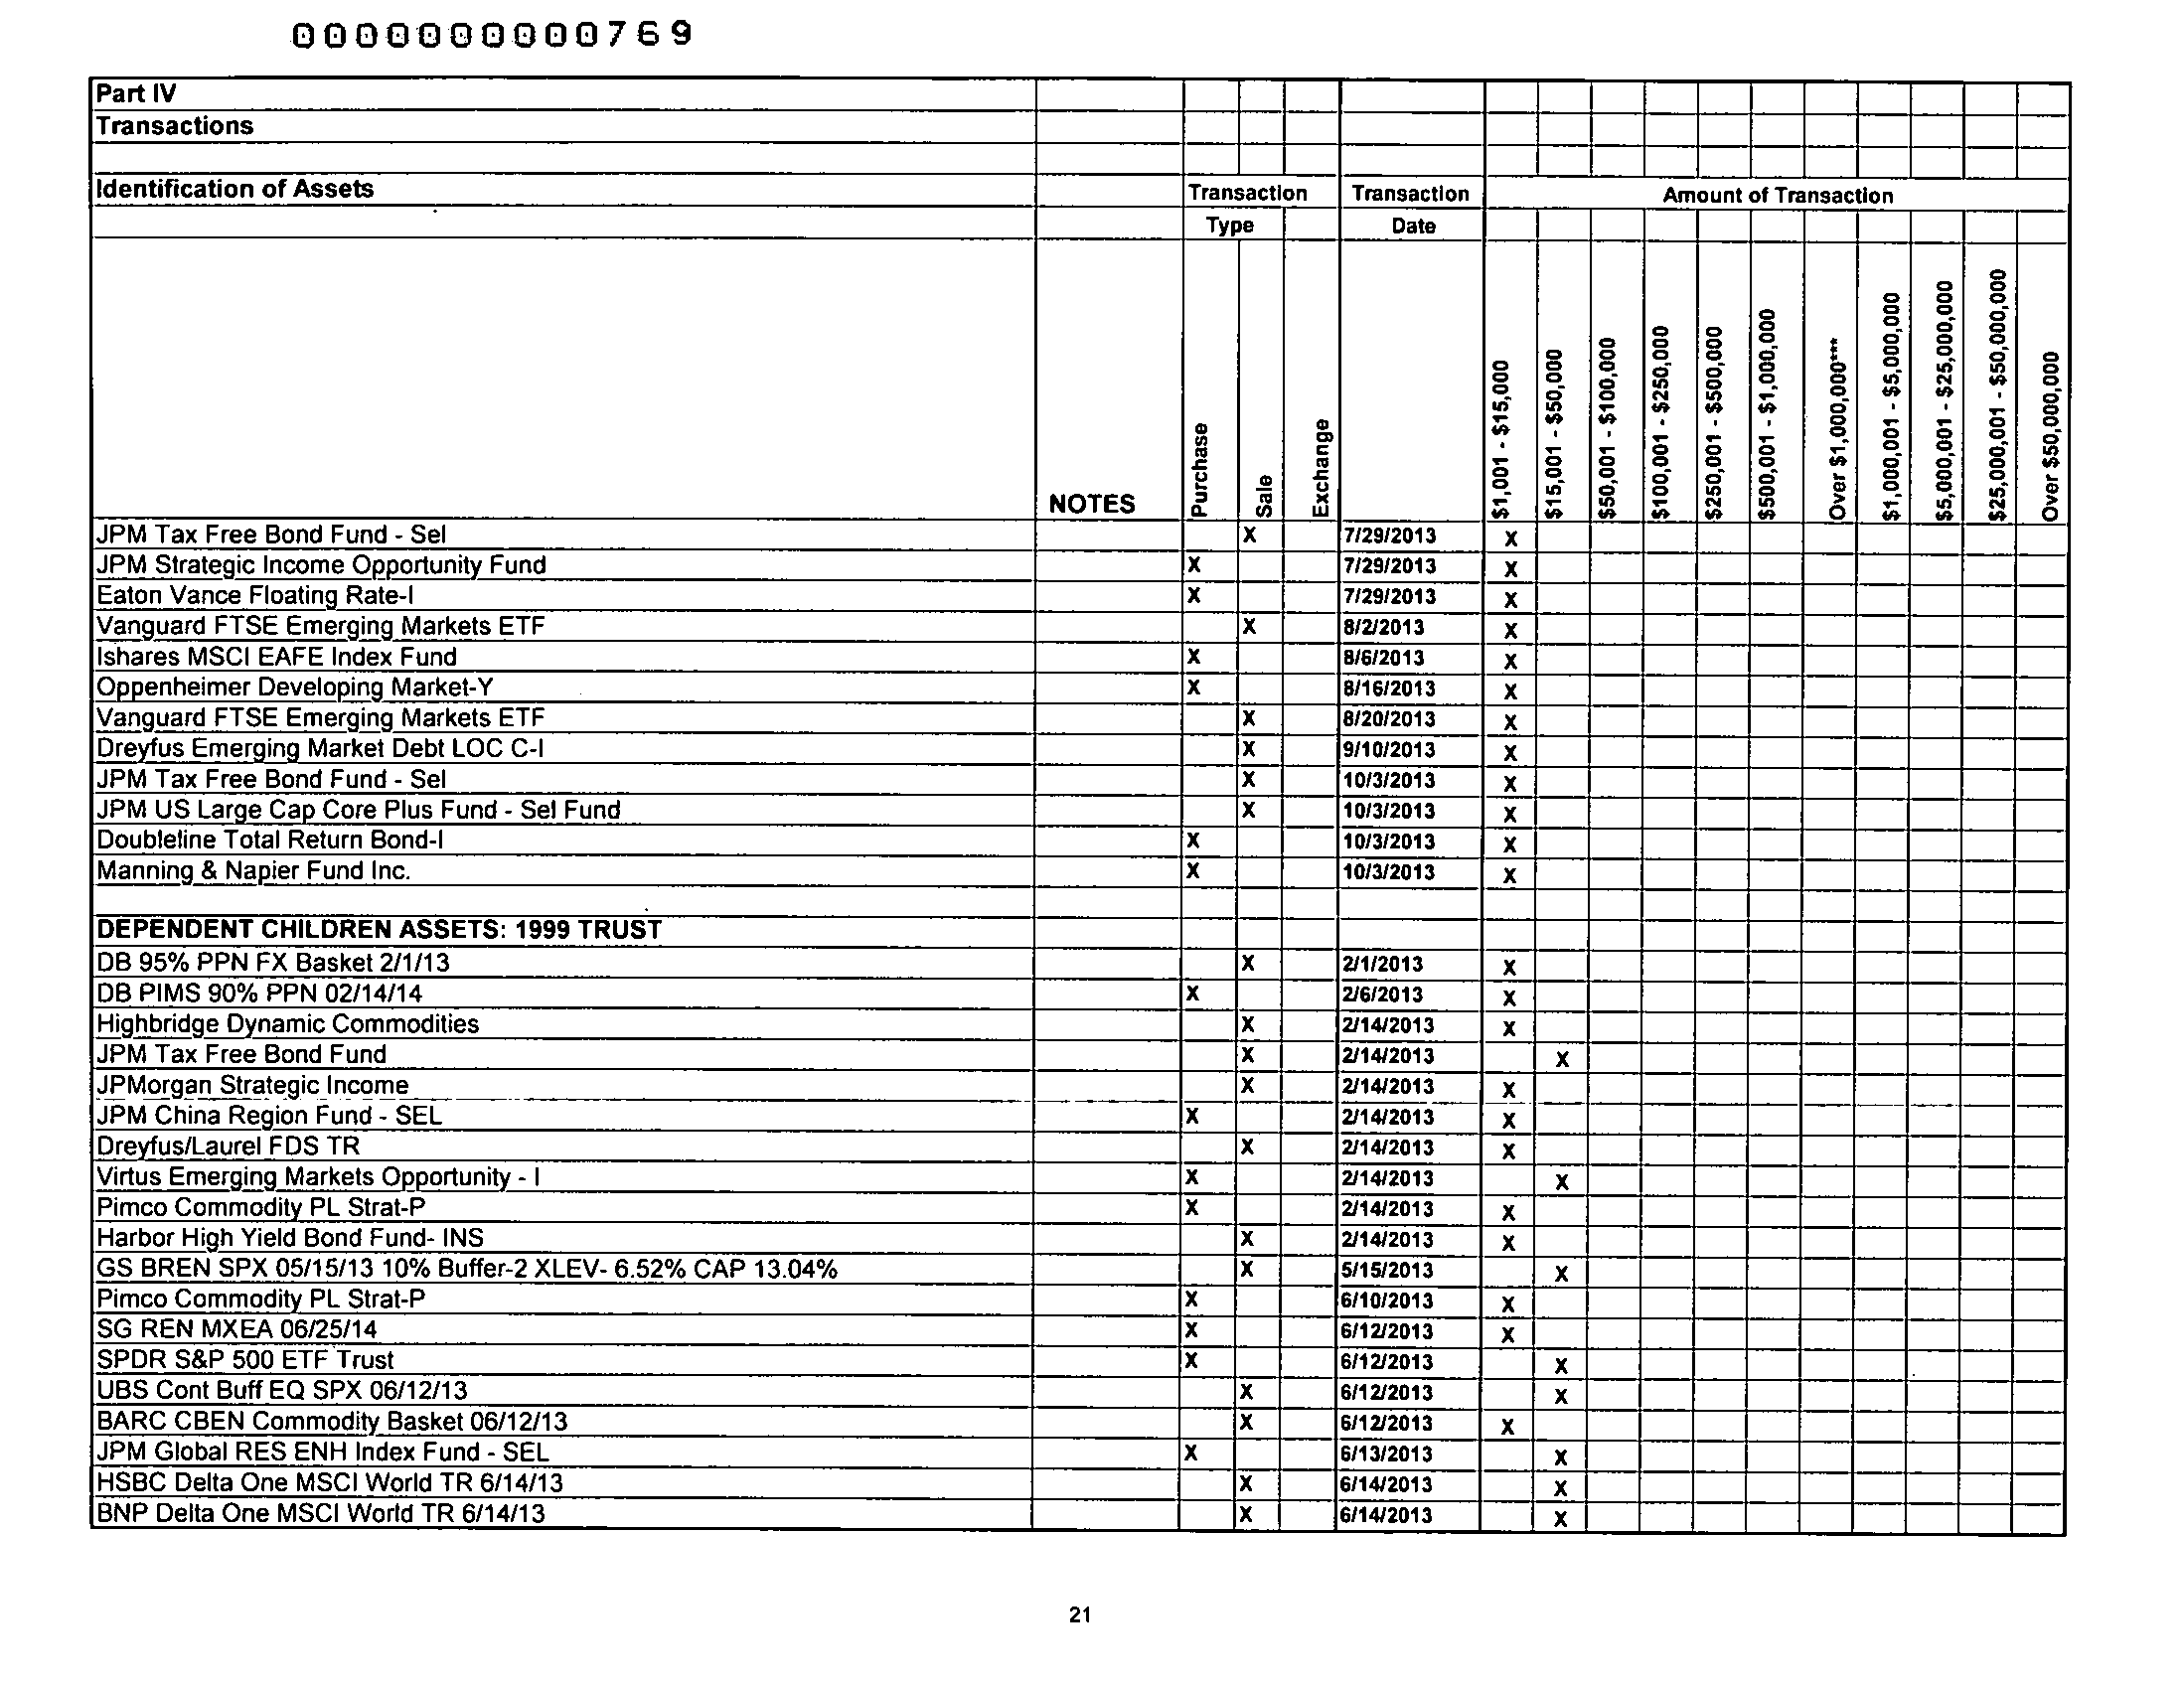 0000000000769
Part IV
Transactions
Identification of Assets Transaction Transaction Amount of Transaction
Type Date
NOTES Purchase Sale Exchange $1,001 - $15,000 $15,001 - $50,000 $50,001 - $100,000 $100,001 - $250,000 $250,001 - $500,000 $500,001 - $1,000,000 Over $1,000,000*** $1,000,001 - $5,000,000 $5,000,001 - $25,000,000 $25,000,001 - $50,000,000 Over $50,000,000
JPM Tax Free Bond Fund - Sel X 7/29/2013 X
JPM Strategic Income Opportunity Fund X 7/29/2013 X
Eaton Vance Floating Rate-I X 7/29/2013 X
Vanguard FTSE Emerging Markets ETF X 8/2/2013 X
Ishares MSCI EAFE Index Fund X 8/6/2013 X
Oppenheimer Developing Market-Y X 8/16/2013 X
Vanguard FTSE Emerging Markets ETF X 8/20/2013 X
Dreyfus Emerging Market Debt LOC C-I X 9/10/2013 X
JPM Tax Free Bond Fund - Sel X 10/3/2013 X
JPM US Large Cap Core Plus Fund - Sel Fund X 10/3/2013 X
Doubleline Total Return Bond-I X 10/3/2013 X
Manning & Napier Fund Inc. X 10/3/2013 X
DEPENDENT CHILDREN ASSETS: 1999 TRUST
DB 95% PPN FX Basket 2/1/13 X 2/1/2013 X
DB PIMS 90% PPN 02/14/14 X 2/6/2013 X
Highbridge Dynamic Commodities X 2/14/2013 X
JPM Tax Free Bond Fund X 2/14/2013 X
JPMorgan Strategic Income X 2/14/2013 X
JPM China Region Fund - SEL X 2/14/2013 X
Dreyfus/Laurel FDS TR X 2/14/2013 X
Virtus Emerging Markets Opportunity - I X 2/14/2013 X
Pimco Commodity PL Strat-P X 2/14/2013 X
Harbor High Yield Bond Fund- INS X 2/14/2013 X
GS BREN SPX 05/15/13 10% Buffer-2 XLEV- 6.52% CAP 13.04% X 5/15/2013 X
Pimco Commodity PL Strat-P X 6/10/2013 X
SG REN MXEA 06/25/14 X 6/12/2013 X
SPDR S&P 500 ETF Trust X 6/12/2013 X
UBS Cont Buff EQ SPX 06/12/13 X 6/12/2013 X
BARC CBEN Commodity Basket 06/12/13 X 6/12/2013 X
JPM Global RES ENH Index Fund - SEL X 6/13/2013 X
HSBC Delta One MSCI World TR 6/14/13 X 6/14/2013 X
BNP Delta One MSCI World TR 6/14/13 X 6/14/2013 X
21